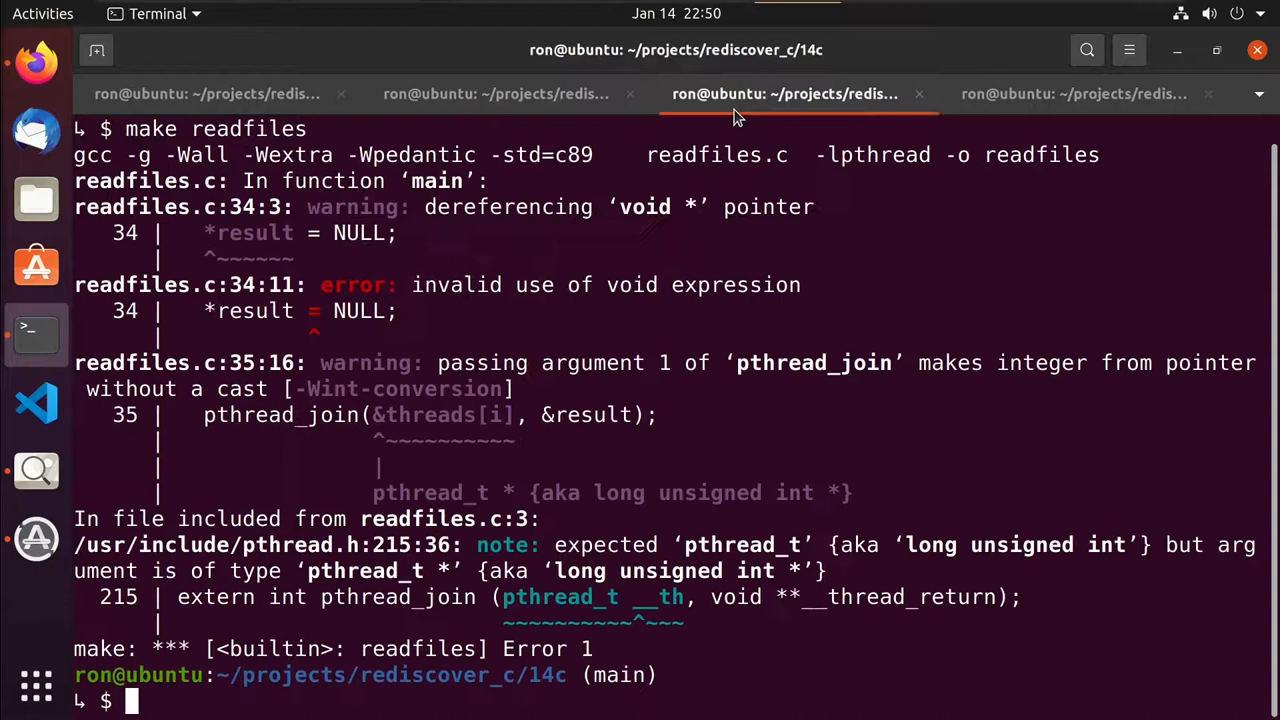 Activities
Terminal
Jan 14 22:50
ron@ubuntu: ~/projects/rediscover_c/14c
ron@ubuntu: ~/projects/redis...
ron@ubuntu: ~/projects/redis...
ron@ubuntu: ~/projects/redis...
ron@ubuntu: ~/projects/redis...
↳ $ make readfiles
gcc -g -Wall -Wextra -Wpedantic -std=c89    readfiles.c  -lpthread -o readfiles
readfiles.c: In function ‘main’:
readfiles.c:34:3: warning: dereferencing ‘void *’ pointer
   34 |   *result = NULL;
      |   ^~~~~~~
readfiles.c:34:11: error: invalid use of void expression
   34 |   *result = NULL;
      |           ^
readfiles.c:35:16: warning: passing argument 1 of ‘pthread_join’ makes integer from pointer
 without a cast [-Wint-conversion]
   35 |   pthread_join(&threads[i], &result);
      |                ^~~~~~~~~~~
      |                |
      |                pthread_t * {aka long unsigned int *}
In file included from readfiles.c:3:
/usr/include/pthread.h:215:36: note: expected ‘pthread_t’ {aka ‘long unsigned int’} but arg
ument is of type ‘pthread_t *’ {aka ‘long unsigned int *’}
  215 | extern int pthread_join (pthread_t __th, void **__thread_return);
      |                          ~~~~~~~~~~^~~~
make: *** [<builtin>: readfiles] Error 1
ron@ubuntu:~/projects/rediscover_c/14c (main)
↳ $